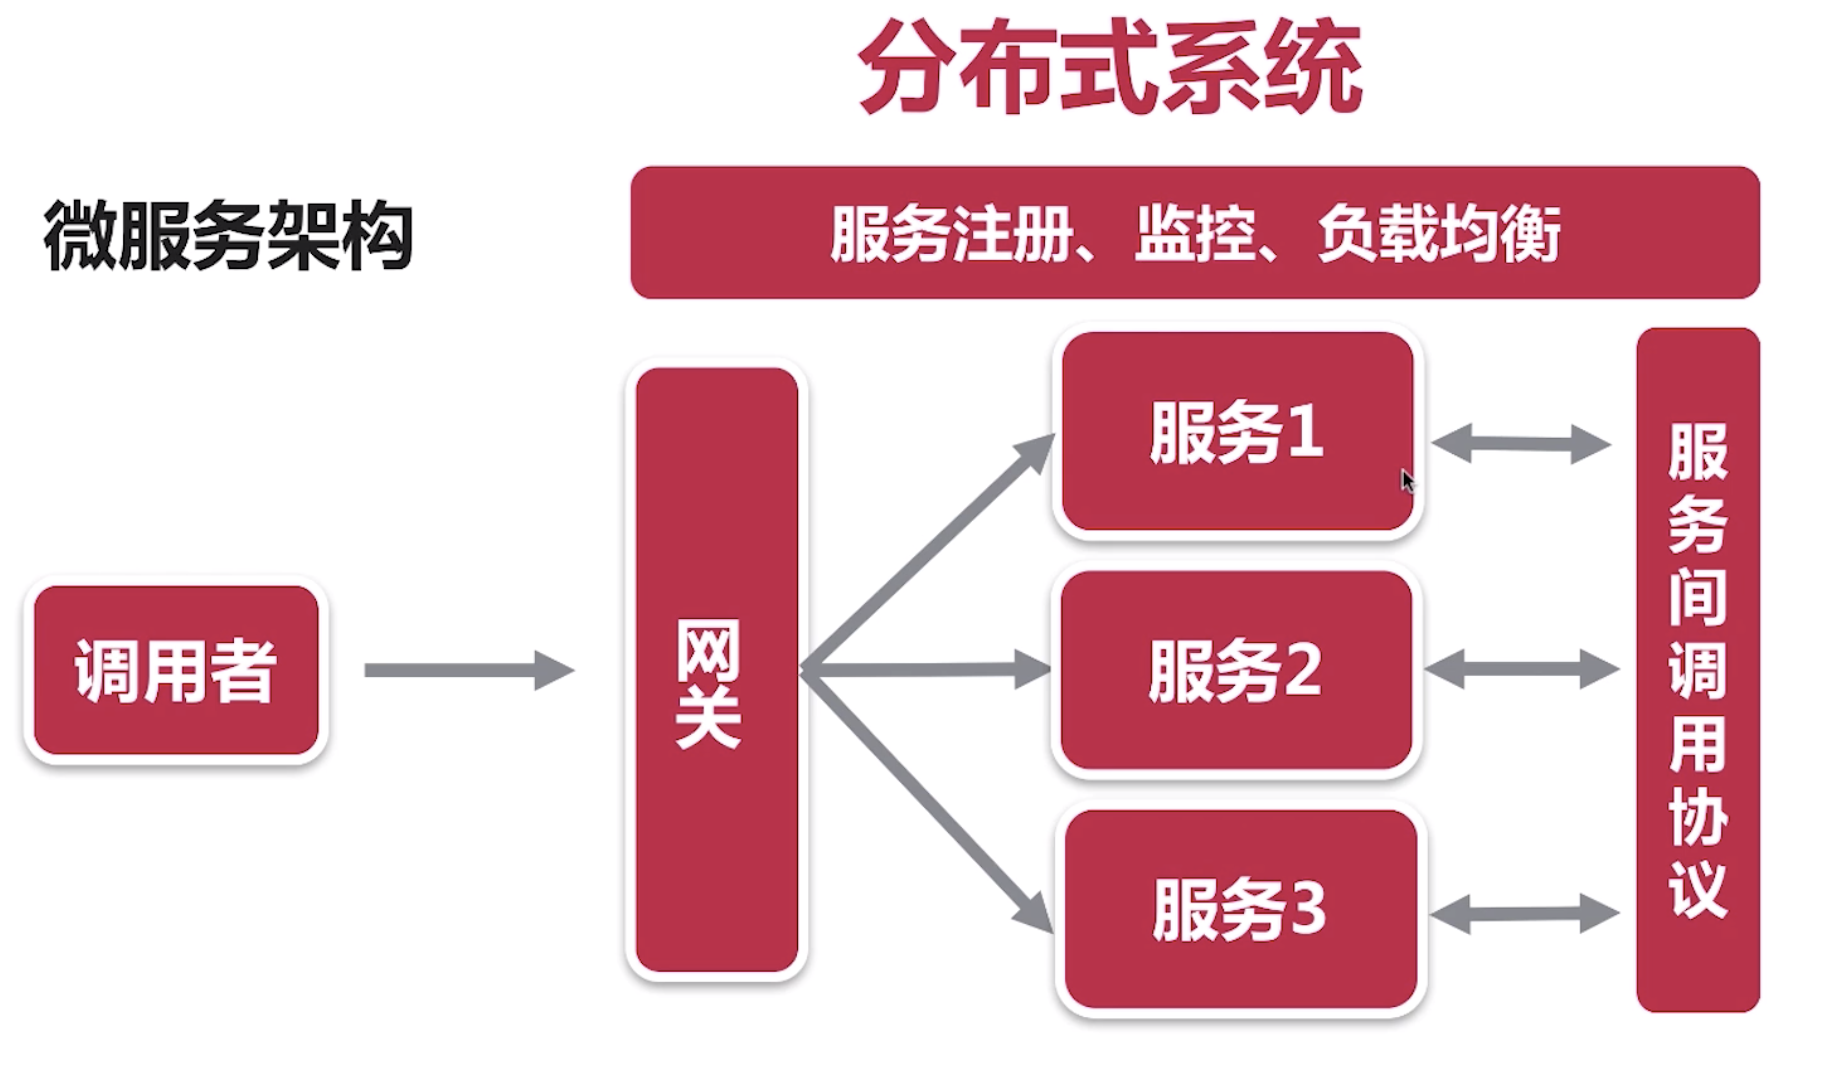 分布式系统
微服务架构
服务注册、监控、负载均衡
调用者
网关
服务1
服务2
服务3
服务间调用协议